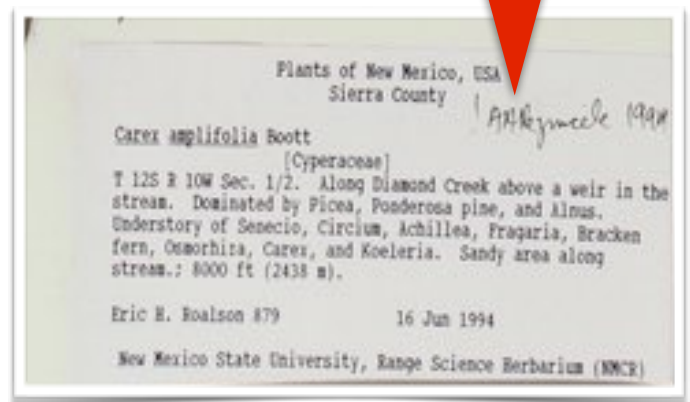 Plants of New Mexico, USA
Sierra County
!
Carex amplifolia Boott
[Cyperaceae]
T 12S R 10W Sec. 1/2. Along Diamond Creek above a weir in the
stream. Dominated by Picea, Ponderosa pine, and Alnus.
Understory of Senecio, Circium, Achillea, Fragaria, Bracken
fern, Osmorhiza, Carex, and Koeleria. Sandy area along
stream.; 8000 ft (2438 m).
Eric H. Roalson 879 16 Jun 1994
New Mexico State University, Range Science Herbarium (NMCR)